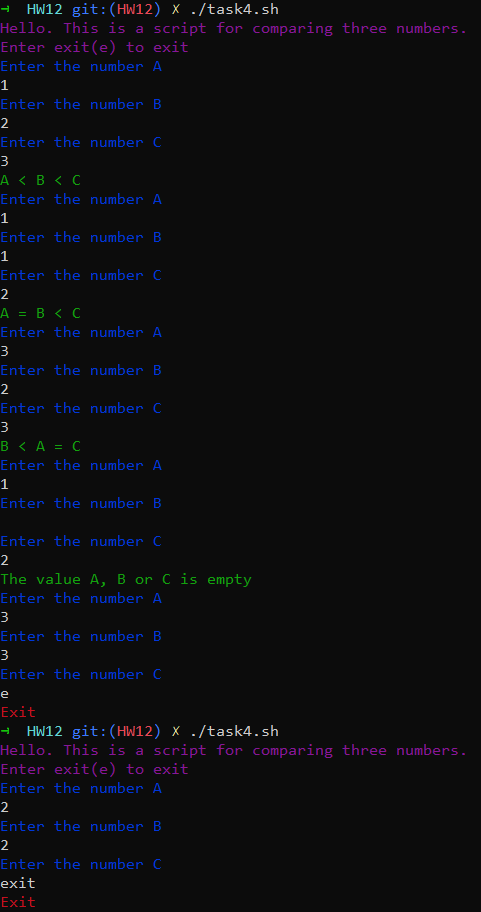 → HW12 git:(HW12) ✗ ./task4.sh
Hello. This is a script for comparing three numbers.
Enter exit(e) to exit
Enter the number A
1
Enter the number B
2
Enter the number C
3
A < B < C
Enter the number A
1
Enter the number B
1
Enter the number C
2
A = B < C
Enter the number A
3
Enter the number B
2
Enter the number C
3
B < A = C
Enter the number A
1
Enter the number B
Enter the number C
2
The value A, B or C is empty
Enter the number A
3
Enter the number B
3
Enter the number C
e
Exit
→ HW12 git:(HW12) ✗ ./task4.sh
Hello. This is a script for comparing three numbers.
Enter exit(e) to exit
Enter the number A
2
Enter the number B
2
Enter the number C
exit
Exit